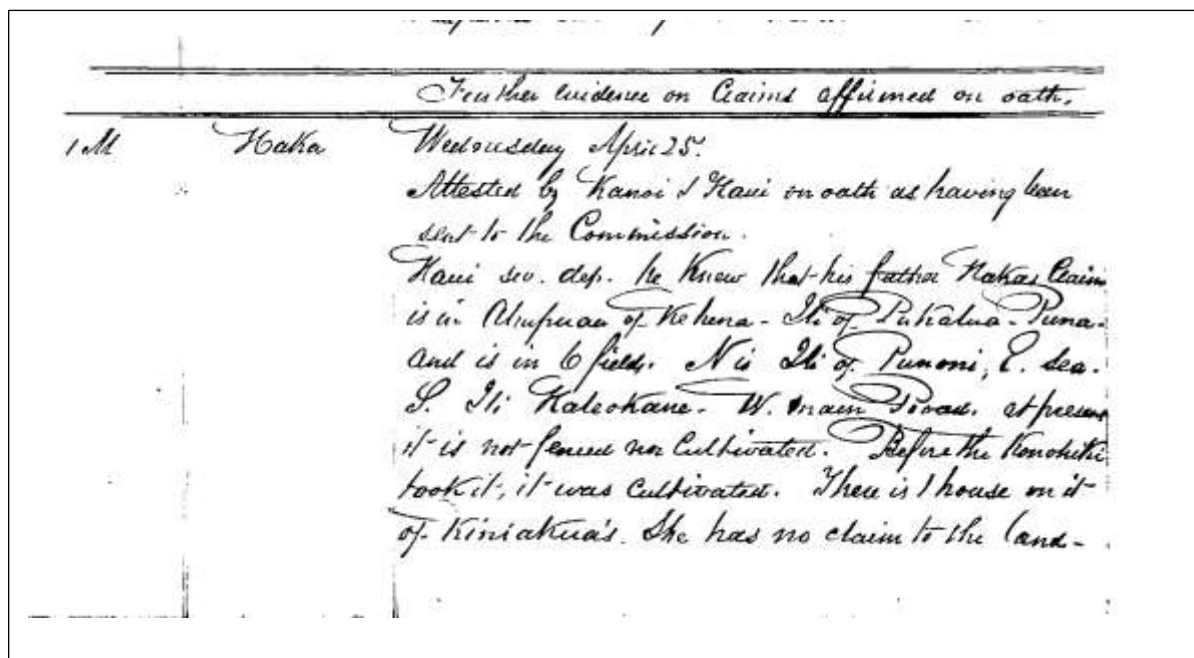 Further evidence on Claims affirmed on oath.
1 M Haka Wednesday April 25.
Attested by Kanoi & Haui on oath as having been
sent to the Commission.
Haui sw. dep. he knew that his father Hakas Claim
is in Ahupuaa of Kehena - Ili of Pukalua - Puna -
and is in 6 fields. N is Ili of Punoni, E. Sea.
S. Ili Haleokane - W. main Road. at present
it is not fenced nor Cultivated. Before the Konohiki
took it, it was Cultivated. There is 1 house on it
of Kiniakua's. She has no claim to the land -